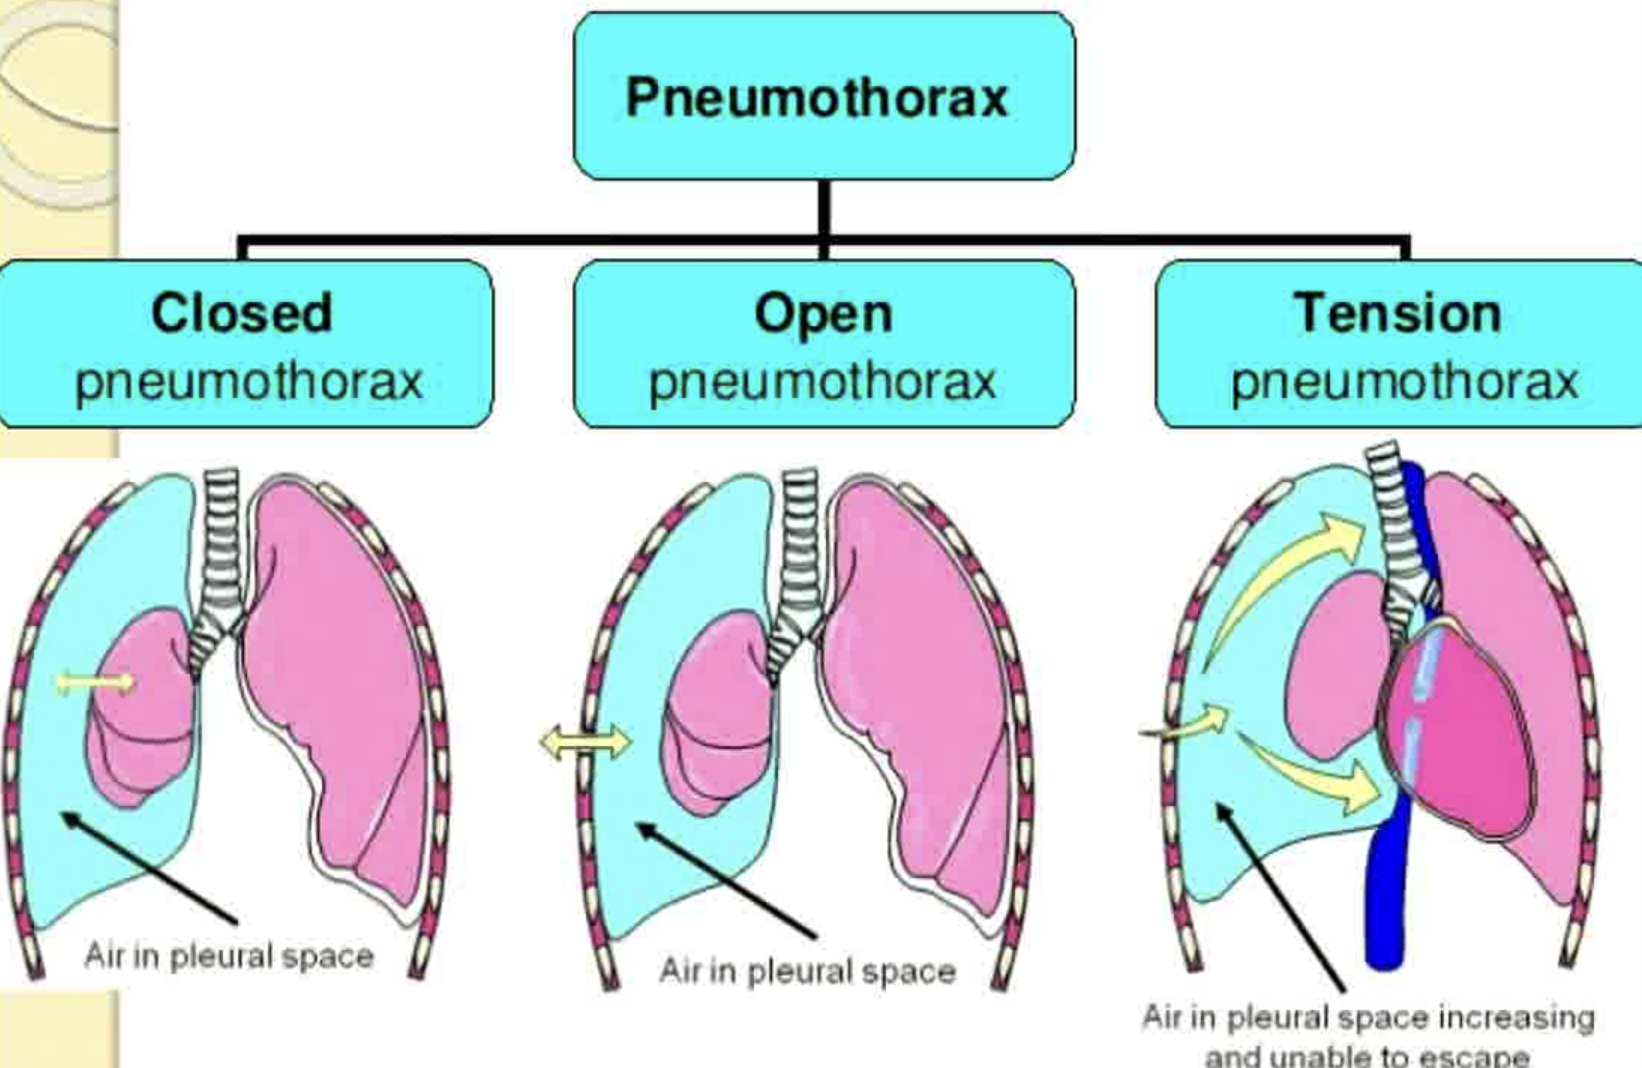 Pneumothorax
Closed
pneumothorax
Open
pneumothorax
Tension
pneumothorax
Air in pleural space
Air in pleural space
Air in pleural space increasing
and unable to escape